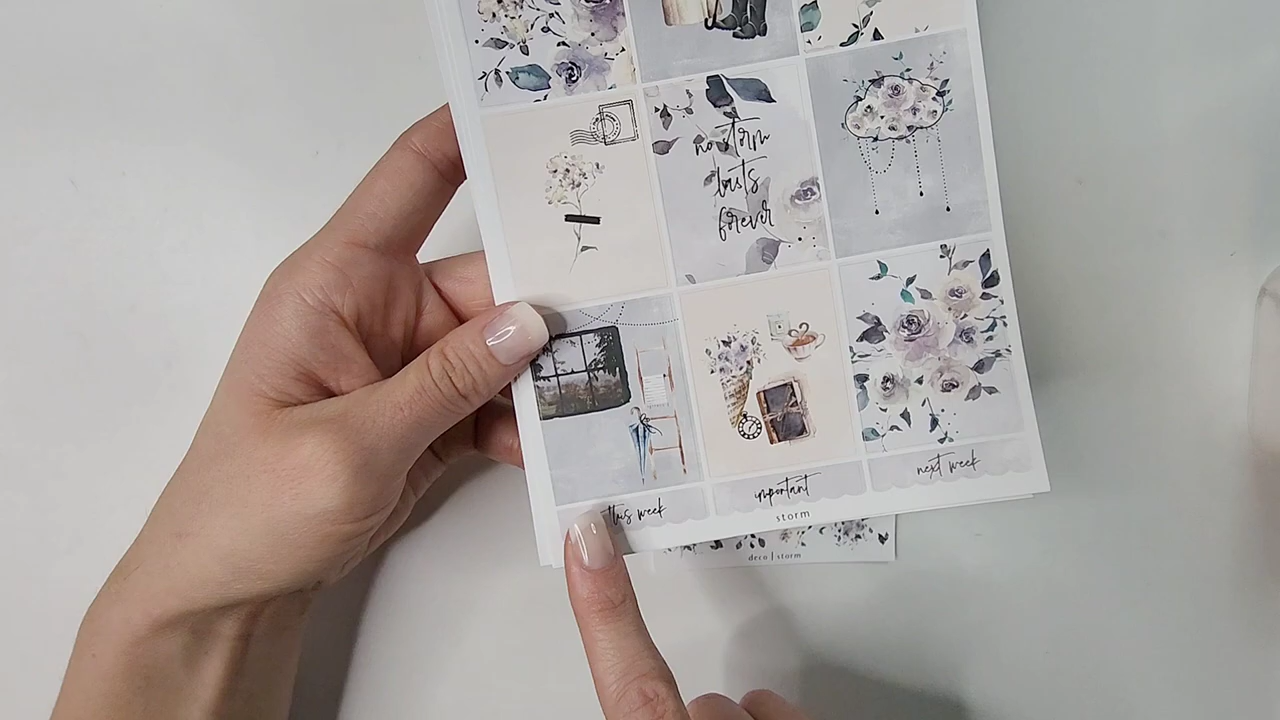 no storm
lasts
forever
this week
important
next week
storm
deco | storm